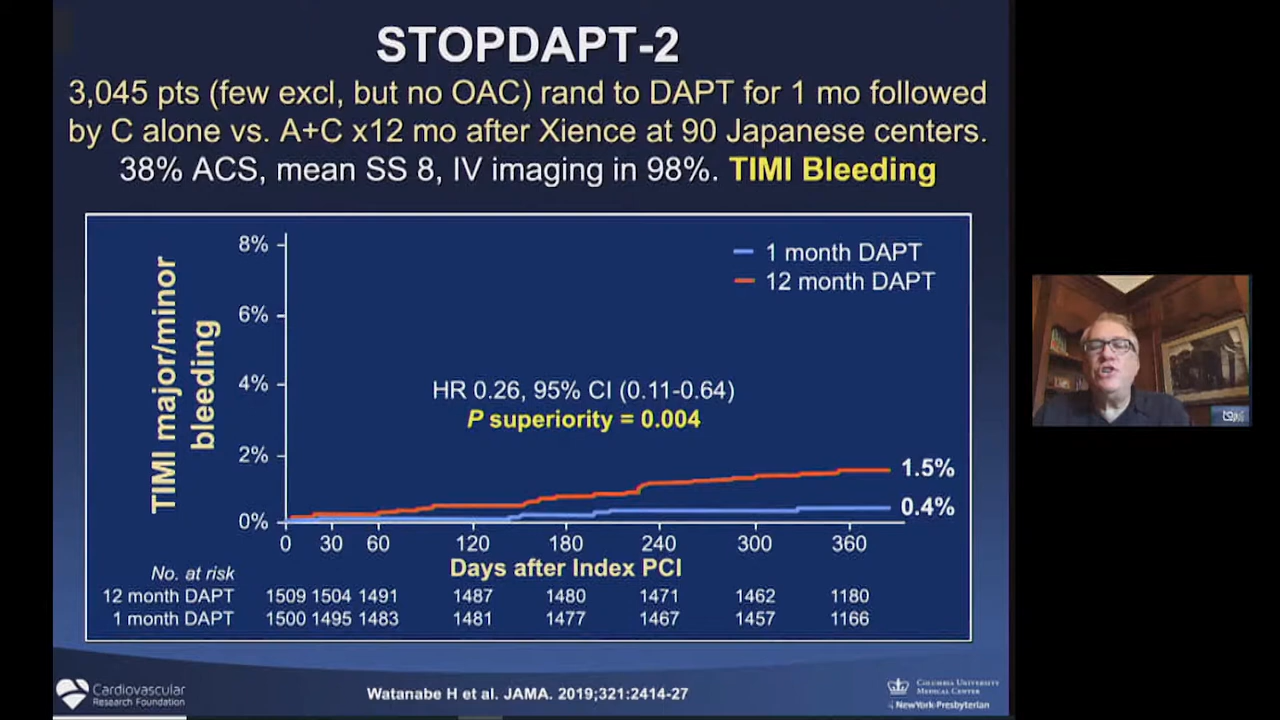 STOPDAPT-2
3,045 pts (few excl, but no OAC) rand to DAPT for 1 mo followed
by C alone vs. A+C x12 mo after Xience at 90 Japanese centers.
38% ACS, mean SS 8, IV imaging in 98%. TIMI Bleeding
TIMI major/minor
bleeding
8%
6%
4%
2%
0%
1 month DAPT
12 month DAPT
HR 0.26, 95% CI (0.11-0.64)
P superiority = 0.004
1.5%
0.4%
0 30 60 120 180 240 300 360
Days after Index PCI
No. at risk
12 month DAPT 1509 1504 1491 1487 1480 1471 1462 1180
1 month DAPT 1500 1495 1483 1481 1477 1467 1457 1166
Cardiovascular
Research Foundation
Watanabe H et al. JAMA. 2019;321:2414-27
COLUMBIA UNIVERSITY
MEDICAL CENTER
NewYork-Presbyterian